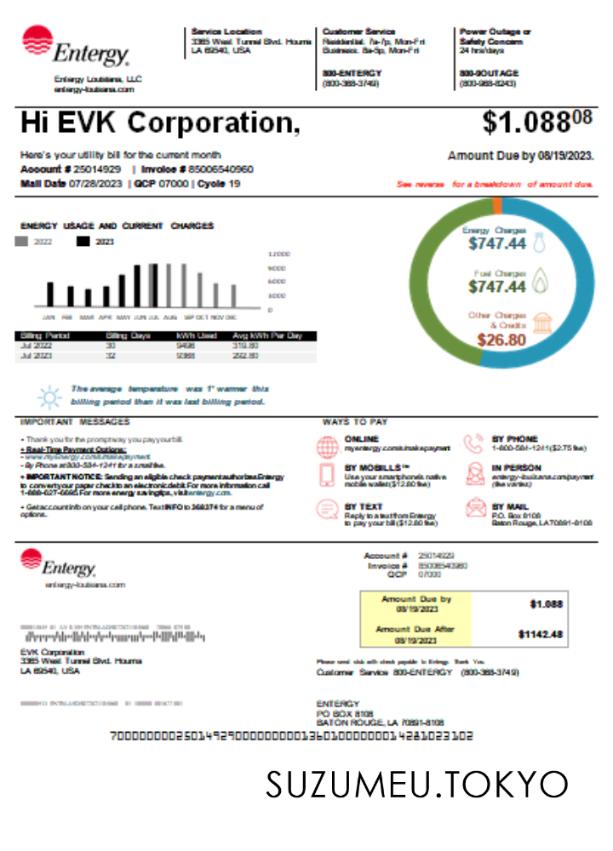 Entergy®
Entergy Louisiana, LLC
entergy-louisiana.com
Service Location
3365 West Tunnel Blvd. Houma
LA 69540, USA
Customer Service
Residential. 7a-7p, Mon-Fri
Business. 8a-5p, Mon-Fri
800-ENTERGY
(800-368-3749)
Power Outage or
Safety Concern
24 hrs/days
800-9OUTAGE
(800-968-8243)
Hi EVK Corporation,
$1.088⁰⁸
Here's your utility bill for the current month
Amount Due by 08/19/2023.
Account # 25014929 | Invoice # 85006540960
Mail Date 07/28/2023 | QCP 07000 | Cycle 19
See reverse for a breakdown of amount due.
ENERGY USAGE AND CURRENT CHARGES
2022 2023
12000
9000
6000
3000
0
JAN FEB MAR APR MAY JUN JUL AUG SEP OCT NOV DEC
Energy Charges
$747.44
Fuel Charges
$747.44
Other Charges
& Credits
$26.80
Billing Period Billing Days kWh Used Avg kWh Per Day
Jul 2022 30 9496 319.80
Jul 2023 32 9368 292.80
The average temperature was 1° warmer this
billing period than it was last billing period.
IMPORTANT MESSAGES
• Thank you for the prompt way you pay your bill.
• Real-Time Payment Options:
- By Phone at 800-584-1241 for a small fee.
• IMPORTANT NOTICE: Sending an eligible check payment authorizes Entergy
to convert your paper check to an electronic debit. For more information call
1-888-627-6665. For more energy saving tips, visit entergy.com.
• Get account info on your cell phone. Text INFO to 368374 for a menu of
options.
WAYS TO PAY
ONLINE
myentergy.com/s/makepayment
BY PHONE
1-800-584-1241 ($2.75 fee)
BY MOBILLS™
Use your smartphone's native
mobile wallet ($12.80 fee)
IN PERSON
entergy-louisiana.com/payment
(fee varies)
BY TEXT
Reply to a text from Entergy
to pay your bill ($12.80 fee)
BY MAIL
P.O. Box 8108
Baton Rouge, LA 70891-8108
Entergy®
entergy-louisiana.com
Account # 25014929
Invoice # 85006540960
QCP 07000
Amount Due by
08/19/2023
$1.088
Amount Due After
08/19/2023
$1142.48
EVK Corporation
3365 West Tunnel Blvd. Houma
LA 69540, USA
Please send stub with check payable to Entergy. Thank You.
Customer Service 800-ENTERGY (800-368-3749)
ENTERGY
PO BOX 8108
BATON ROUGE, LA 70891-8108
SUZUMEU.TOKYO